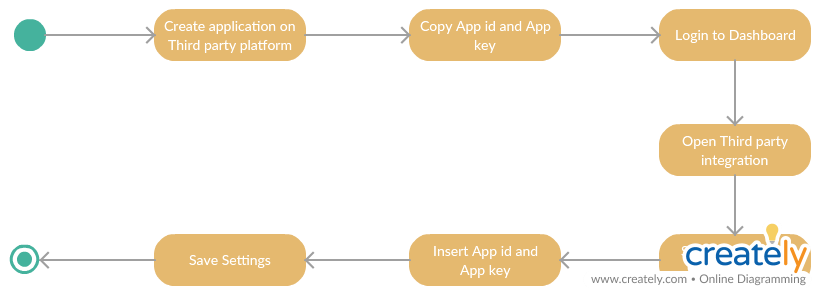 Create application on
Third party platform
Copy App id and App
key
Login to Dashboard
Open Third party
integration
Save Settings
Insert App id and
App key
creately
www.creately.com • Online Diagramming